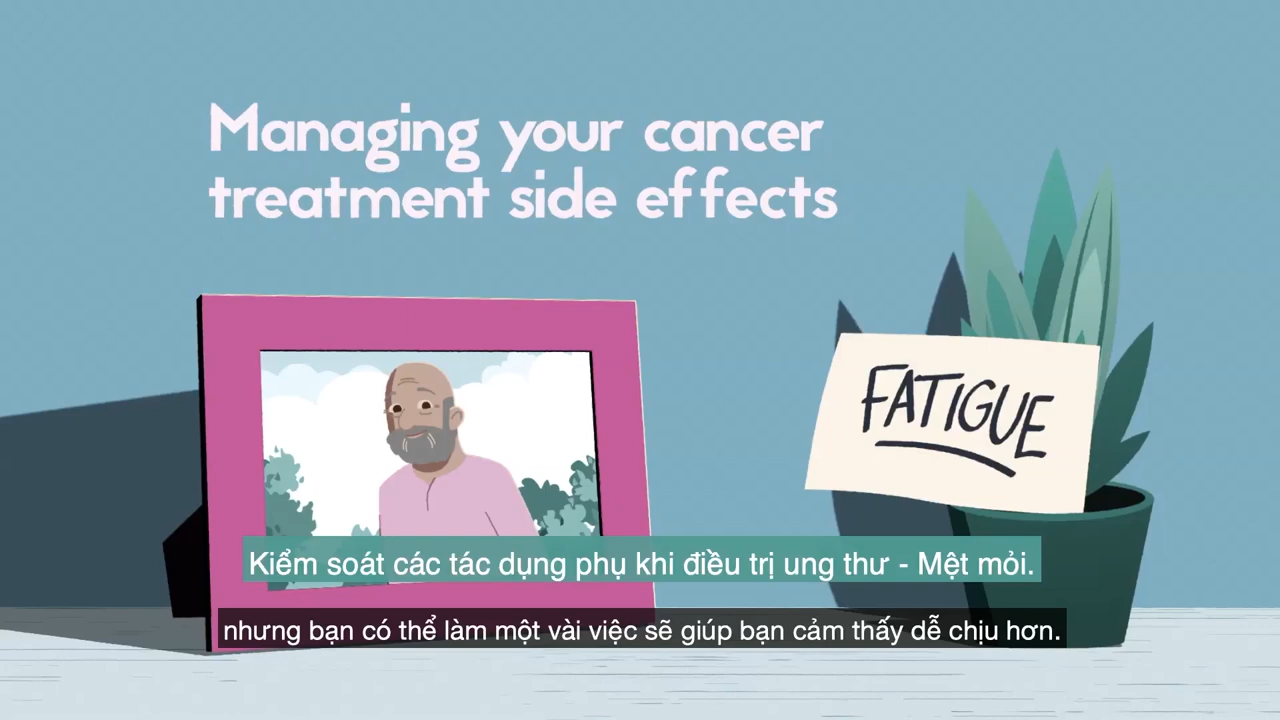 Managing your cancer
treatment side effects
FATIGUE
Kiểm soát các tác dụng phụ khi điều trị ung thư - Mệt mỏi.
nhưng bạn có thể làm một vài việc sẽ giúp bạn cảm thấy dễ chịu hơn.